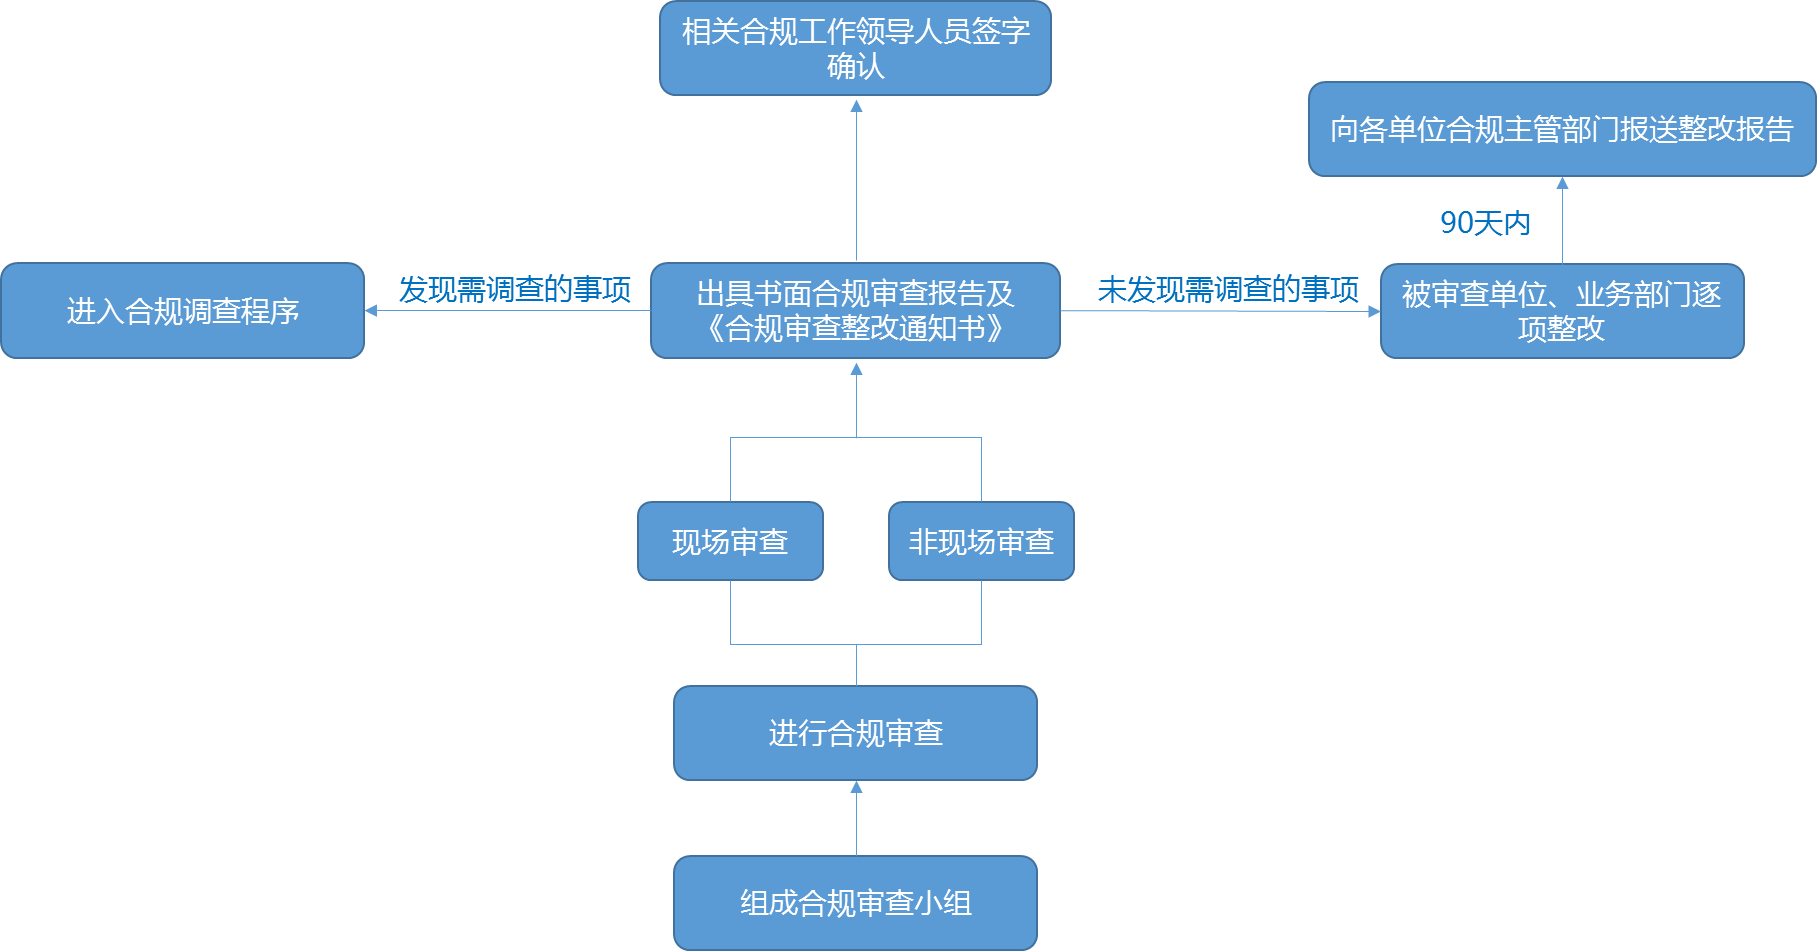 相关合规工作领导人员签字
确认
向各单位合规主管部门报送整改报告
90天内
进入合规调查程序
发现需调查的事项
出具书面合规审查报告及
《合规审查整改通知书》
未发现需调查的事项
被审查单位、业务部门逐
项整改
现场审查
非现场审查
进行合规审查
组成合规审查小组